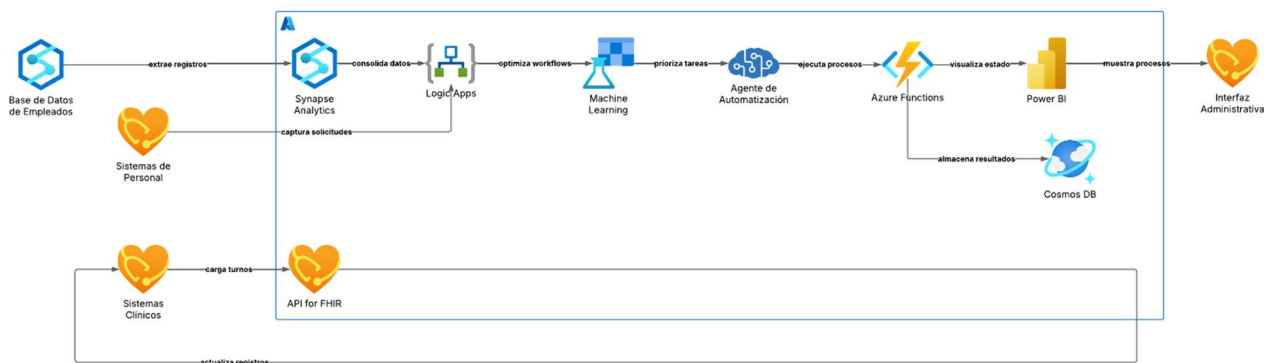 extrae registros
consolida datos
optimiza workflows
prioriza tareas
ejecuta procesos
visualiza estado
muestra procesos
Base de Datos
de Empleados
Synapse
Analytics
Logic Apps
Machine
Learning
Agente de
Automatización
Azure Functions
Power BI
Interfaz
Administrativa
captura solicitudes
Sistemas de
Personal
almacena resultados
Cosmos DB
carga turnos
Sistemas
Clínicos
API for FHIR
actualiza registros